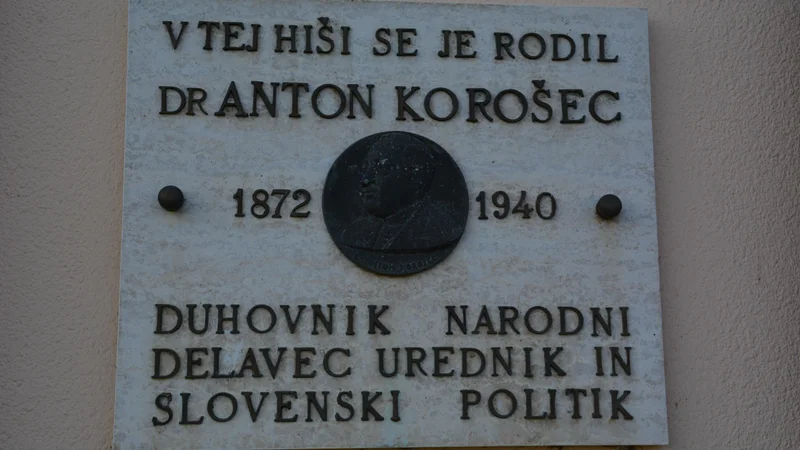 V TEJ HIŠI SE JE RODIL
DR ANTON KOROŠEC
1872 1940
DUHOVNIK NARODNI
DELAVEC UREDNIK IN
SLOVENSKI POLITIK